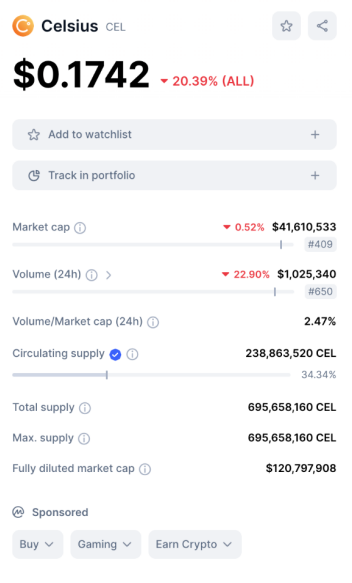 Celsius CEL
$0.1742 20.39% (ALL)
Add to watchlist
Track in portfolio
Market cap 0.52% $41,610,533
#409
Volume (24h) 22.90% $1,025,340
#650
Volume/Market cap (24h) 2.47%
Circulating supply 238,863,520 CEL
34.34%
Total supply 695,658,160 CEL
Max. supply 695,658,160 CEL
Fully diluted market cap $120,797,908
Sponsored
Buy Gaming Earn Crypto